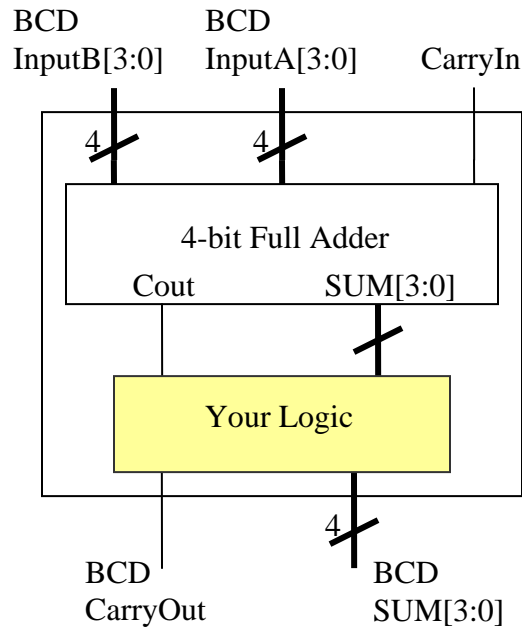 BCD
InputB[3:0]
BCD
InputA[3:0]
CarryIn
4
4
4-bit Full Adder
Cout
SUM[3:0]
Your Logic
4
BCD
CarryOut
BCD
SUM[3:0]